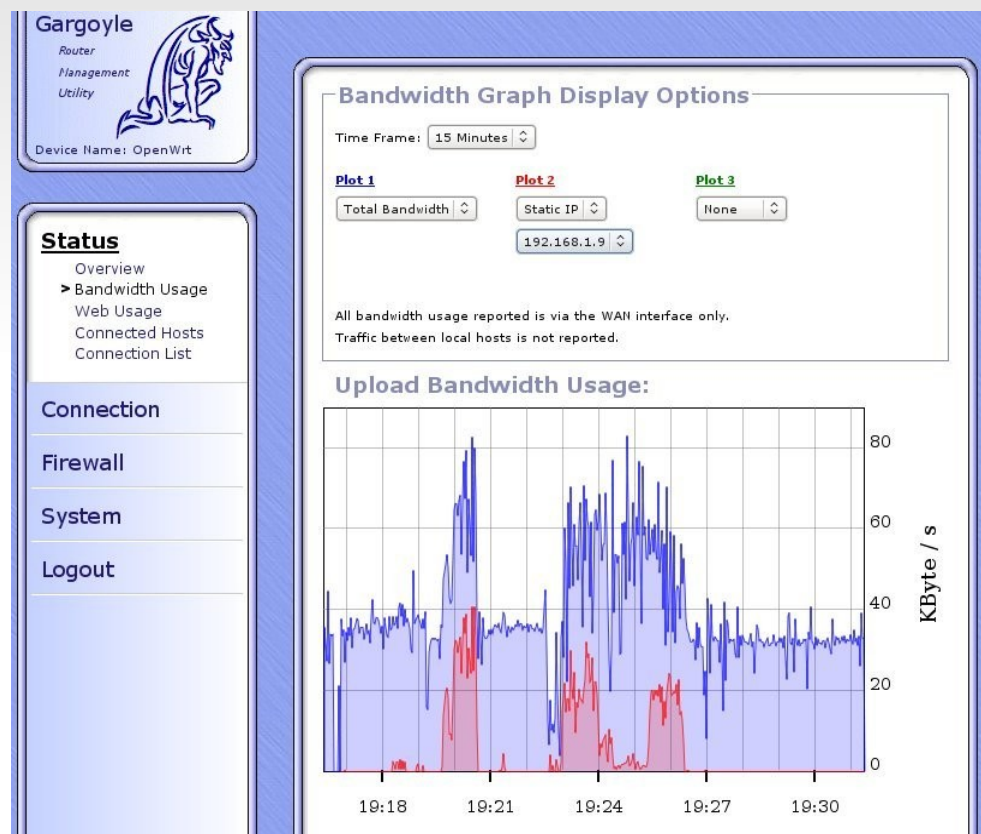 Gargoyle
Router
Management
Utility
Device Name: OpenWrt
Status
Overview
> Bandwidth Usage
Web Usage
Connected Hosts
Connection List
Connection
Firewall
System
Logout
Bandwidth Graph Display Options
Time Frame: 15 Minutes
Plot 1 Plot 2 Plot 3
Total Bandwidth Static IP None
192.168.1.9
All bandwidth usage reported is via the WAN interface only.
Traffic between local hosts is not reported.
Upload Bandwidth Usage:
80
60
40
20
0
KByte / s
19:18 19:21 19:24 19:27 19:30